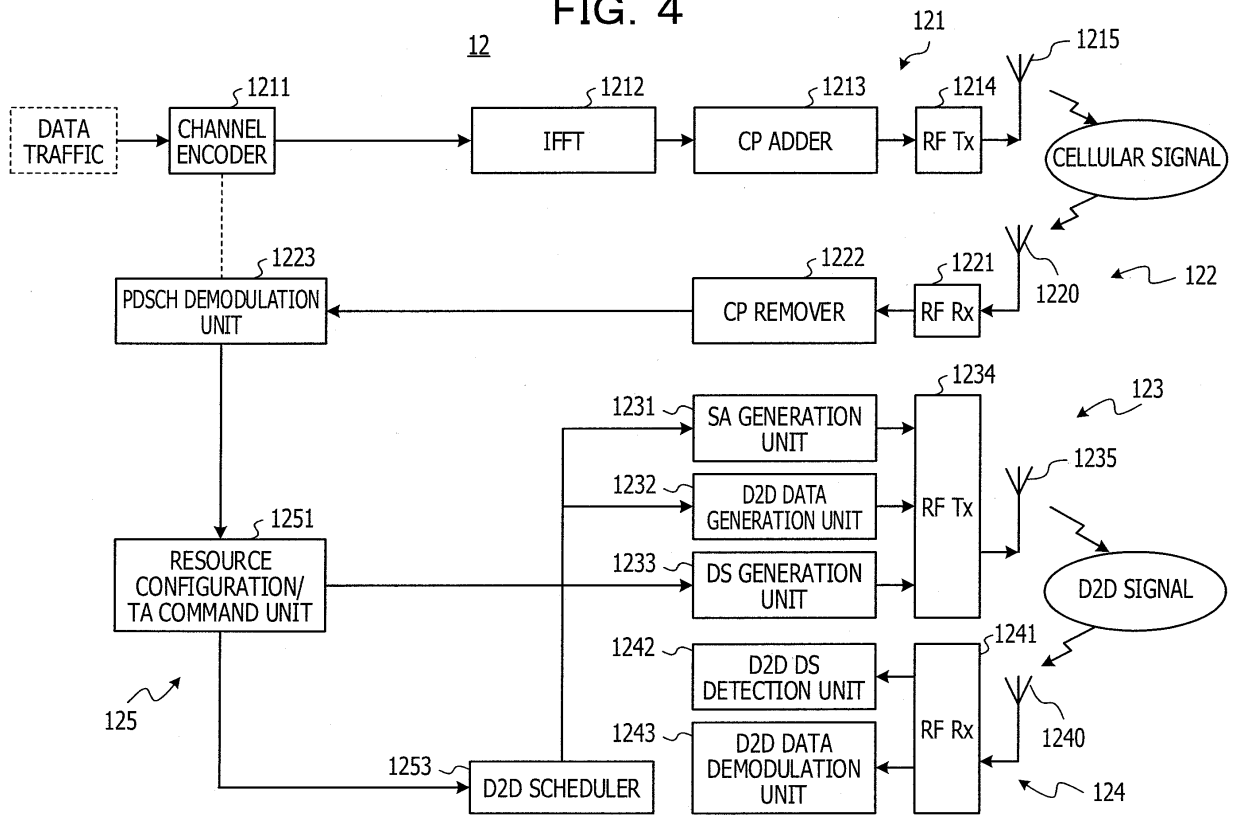 FIG. 4
12
121
1215
1211
1212
1213
1214
DATA
TRAFFIC
CHANNEL
ENCODER
IFFT
CP ADDER
RF Tx
CELLULAR SIGNAL
1223
1222
1221
1220
122
PDSCH DEMODULATION
UNIT
CP REMOVER
RF Rx
1234
123
1231
SA GENERATION
UNIT
1235
1232
D2D DATA
GENERATION UNIT
RF Tx
1251
RESOURCE
CONFIGURATION/
TA COMMAND UNIT
1233
DS GENERATION
UNIT
D2D SIGNAL
1242
D2D DS
DETECTION UNIT
1241
125
1243
D2D DATA
DEMODULATION
UNIT
RF Rx
1240
1253
D2D SCHEDULER
124